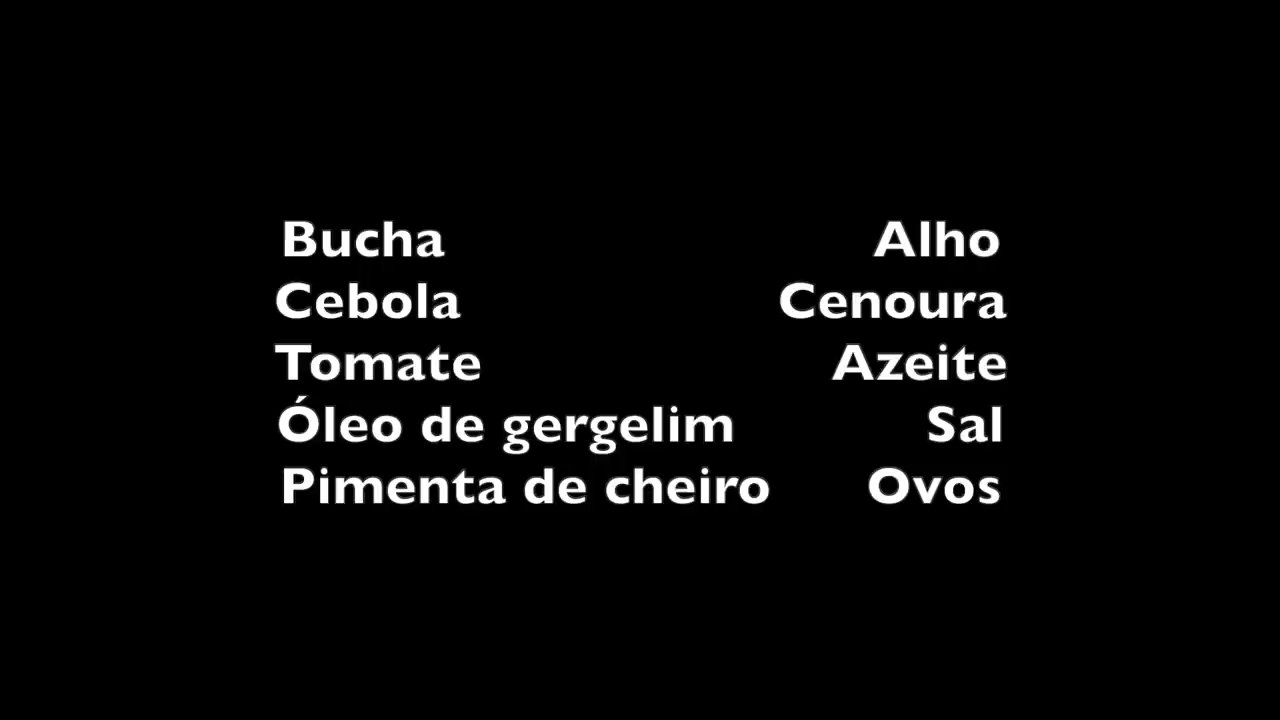 Bucha Alho
Cebola Cenoura
Tomate Azeite
Óleo de gergelim Sal
Pimenta de cheiro Ovos